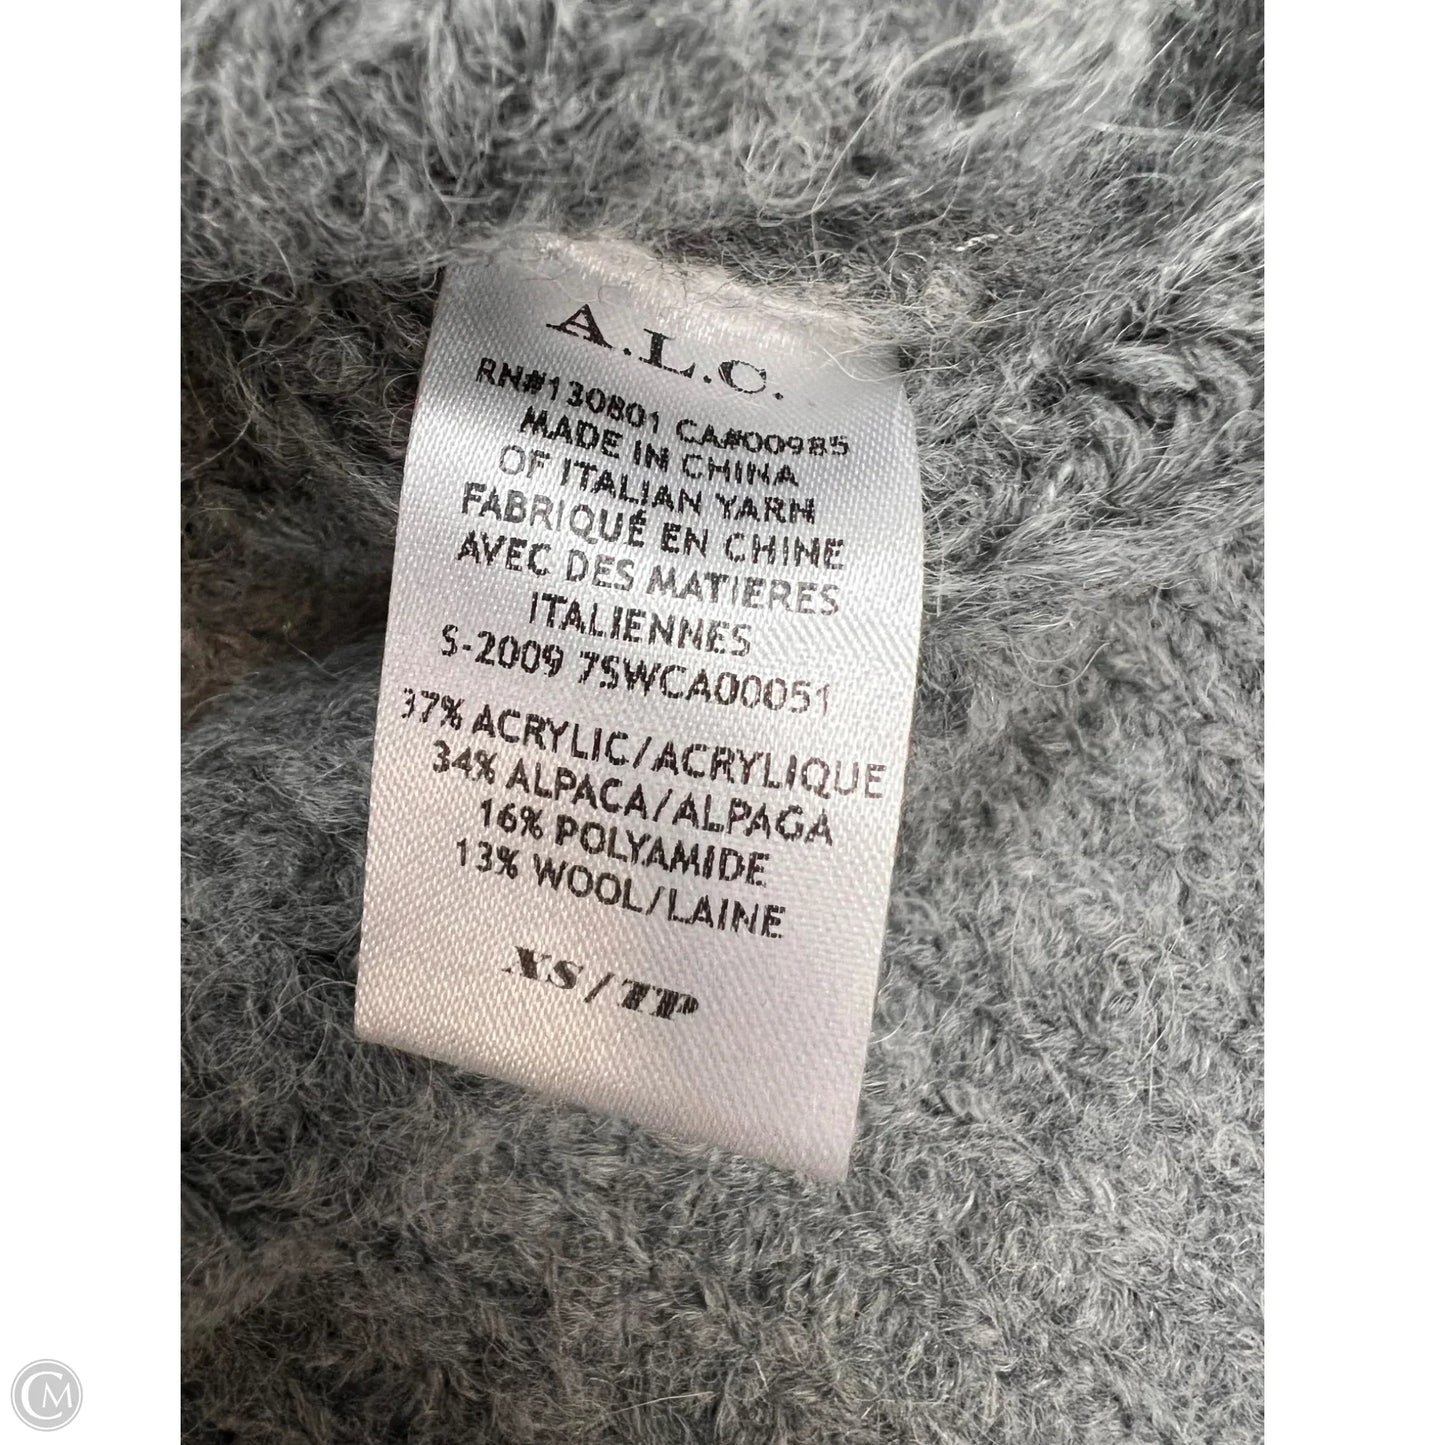 A.L.C.
RN#130801 CA#00985
MADE IN CHINA
OF ITALIAN YARN
FABRIQUÉ EN CHINE
AVEC DES MATIERES
ITALIENNES
S-2009 7SWCA00051
37% ACRYLIC/ACRYLIQUE
34% ALPACA/ALPAGA
16% POLYAMIDE
13% WOOL/LAINE
XS/TP
CM